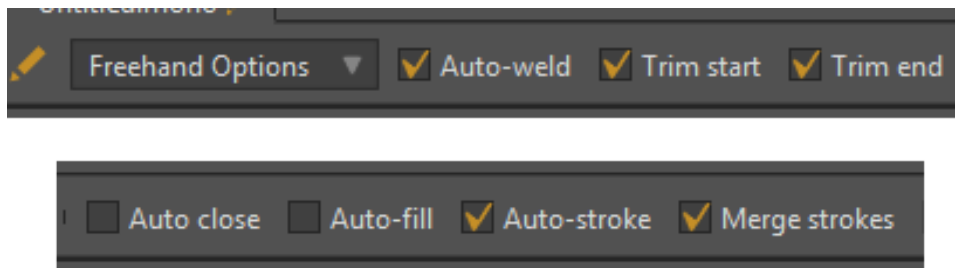 Freehand Options Auto-weld Trim start Trim end
Auto close Auto-fill Auto-stroke Merge strokes